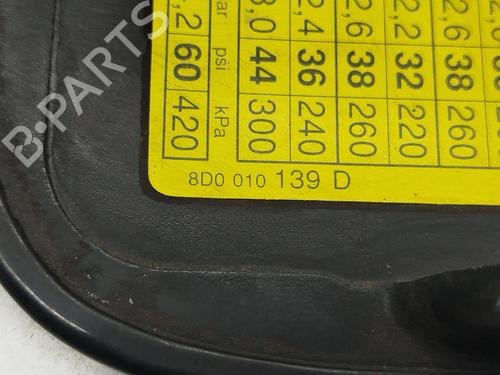 ,2 60 420
bar psi kPa
3,0 44 300
2,4 36 240
2,6 38 260
2,2 32 220
2,6 38 260
8D0 010 139 D
B-PARTS